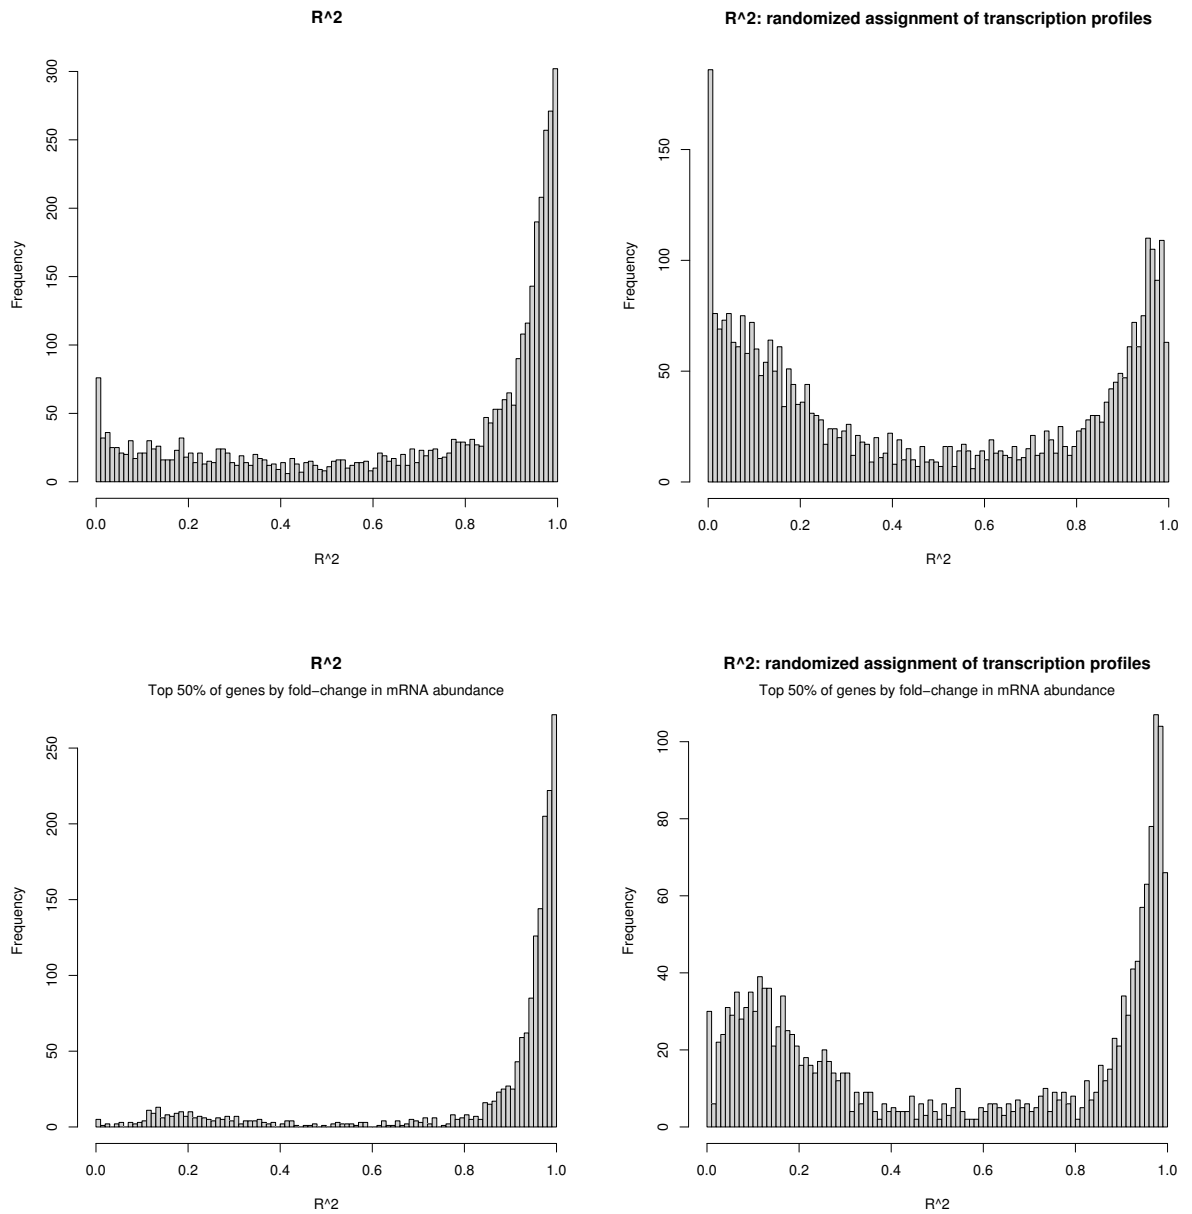 R^2
Frequency
0
50
100
150
200
250
300
0.0 0.2 0.4 0.6 0.8 1.0
R^2
R^2: randomized assignment of transcription profiles
Frequency
0
50
100
150
0.0 0.2 0.4 0.6 0.8 1.0
R^2
R^2
Top 50% of genes by fold−change in mRNA abundance
Frequency
0
50
100
150
200
250
0.0 0.2 0.4 0.6 0.8 1.0
R^2
R^2: randomized assignment of transcription profiles
Top 50% of genes by fold−change in mRNA abundance
Frequency
0
20
40
60
80
100
0.0 0.2 0.4 0.6 0.8 1.0
R^2